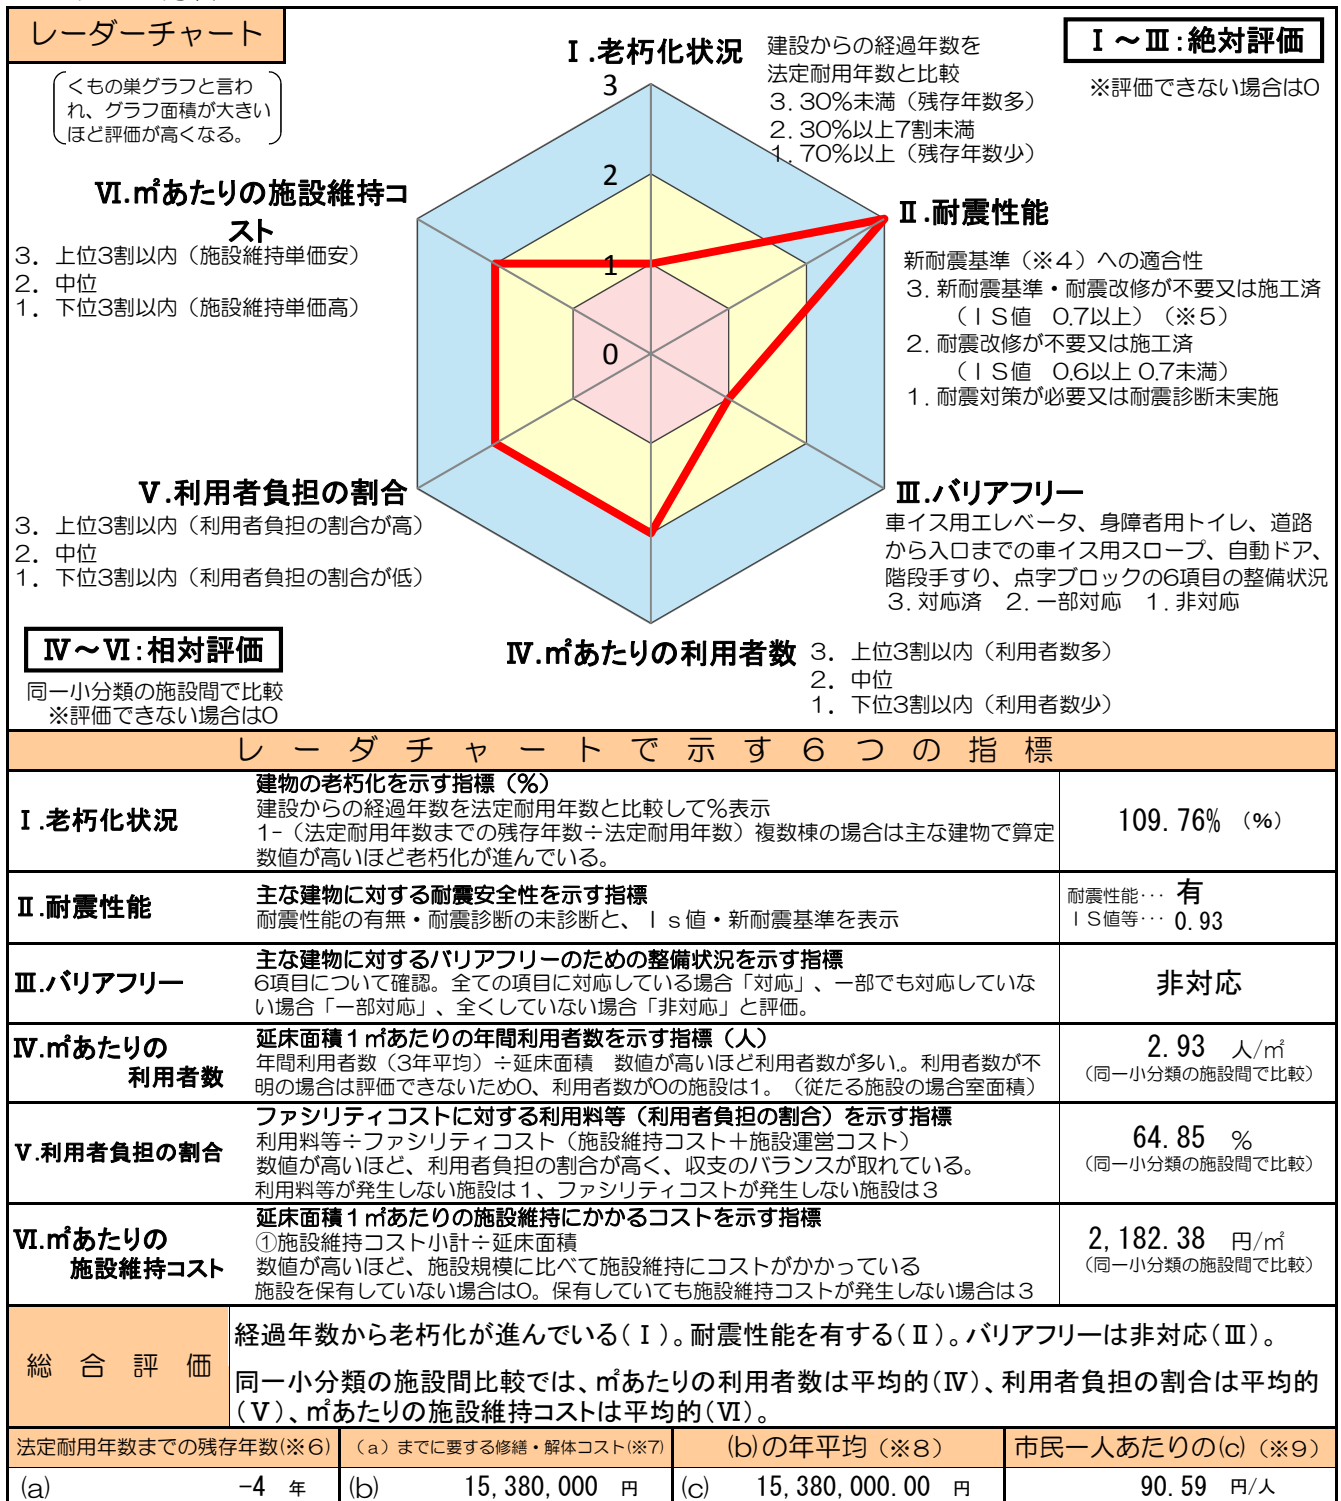 レーダーチャート
くもの巣グラフと言わ
れ、グラフ面積が大きい
ほど評価が高くなる。
Ⅰ.老朽化状況
建設からの経過年数を
法定耐用年数と比較
3. 30%未満（残存年数多）
2. 30%以上7割未満
1. 70%以上（残存年数少）
Ⅰ～Ⅲ:絶対評価
※評価できない場合は0
3
2
1
0
Ⅱ.耐震性能
新耐震基準（※4）への適合性
3. 新耐震基準・耐震改修が不要又は施工済
（ＩＳ値　0.7以上）（※5）
2. 耐震改修が不要又は施工済
（ＩＳ値　0.6以上 0.7未満）
1. 耐震対策が必要又は耐震診断未実施
Ⅵ.㎡あたりの施設維持コ
スト
3. 上位3割以内（施設維持単価安）
2. 中位
1. 下位3割以内（施設維持単価高）
Ⅴ.利用者負担の割合
3. 上位3割以内（利用者負担の割合が高）
2. 中位
1. 下位3割以内（利用者負担の割合が低）
Ⅲ.バリアフリー
車イス用エレベータ、身障者用トイレ、道路
から入口までの車イス用スロープ、自動ドア、
階段手すり、点字ブロックの6項目の整備状況
3. 対応済　2. 一部対応　1. 非対応
Ⅳ～Ⅵ:相対評価
同一小分類の施設間で比較
※評価できない場合は0
Ⅳ.㎡あたりの利用者数
3. 上位3割以内（利用者数多）
2. 中位
1. 下位3割以内（利用者数少）
レーダチャートで示す６つの指標
Ⅰ.老朽化状況
建物の老朽化を示す指標（％）
建設からの経過年数を法定耐用年数と比較して%表示
1-（法定耐用年数までの残存年数÷法定耐用年数）複数棟の場合は主な建物で算定
数値が高いほど老朽化が進んでいる。
109.76%（%）
Ⅱ.耐震性能
主な建物に対する耐震安全性を示す指標
耐震性能の有無・耐震診断の未診断と、Ｉｓ値・新耐震基準を表示
耐震性能… 有
ＩＳ値等… 0.93
Ⅲ.バリアフリー
主な建物に対するバリアフリーのための整備状況を示す指標
6項目について確認。全ての項目に対応している場合「対応」、一部でも対応していな
い場合「一部対応」、全くしていない場合「非対応」と評価。
非対応
Ⅳ.㎡あたりの
利用者数
延床面積１㎡あたりの年間利用者数を示す指標（人）
年間利用者数（3年平均）÷延床面積　数値が高いほど利用者数が多い。利用者数が不
明の場合は評価できないため0、利用者数が0の施設は1。（従たる施設の場合室面積）
2.93 人/㎡
（同一小分類の施設間で比較）
Ⅴ.利用者負担の割合
ファシリティコストに対する利用料等（利用者負担の割合）を示す指標
利用料等÷ファシリティコスト（施設維持コスト＋施設運営コスト）
数値が高いほど、利用者負担の割合が高く、収支のバランスが取れている。
利用料等が発生しない施設は１、ファシリティコストが発生しない施設は３
64.85 %
（同一小分類の施設間で比較）
Ⅵ.㎡あたりの
施設維持コスト
延床面積１㎡あたりの施設維持にかかるコストを示す指標
①施設維持コスト小計÷延床面積
数値が高いほど、施設規模に比べて施設維持にコストがかかっている
施設を保有していない場合は0。保有していても施設維持コストが発生しない場合は３
2,182.38 円/㎡
（同一小分類の施設間で比較）
総合評価
経過年数から老朽化が進んでいる(Ⅰ)。耐震性能を有する(Ⅱ)。バリアフリーは非対応(Ⅲ)。
同一小分類の施設間比較では、㎡あたりの利用者数は平均的(Ⅳ)、利用者負担の割合は平均的
(Ⅴ)、㎡あたりの施設維持コストは平均的(Ⅵ)。
法定耐用年数までの残存年数(※6)
（a）までに要する修繕・解体コスト(※7)
(b)の年平均（※8）
市民一人あたりの(c)（※9）
(a) -4 年
(b) 15,380,000 円
(c) 15,380,000.00 円
90.59 円/人